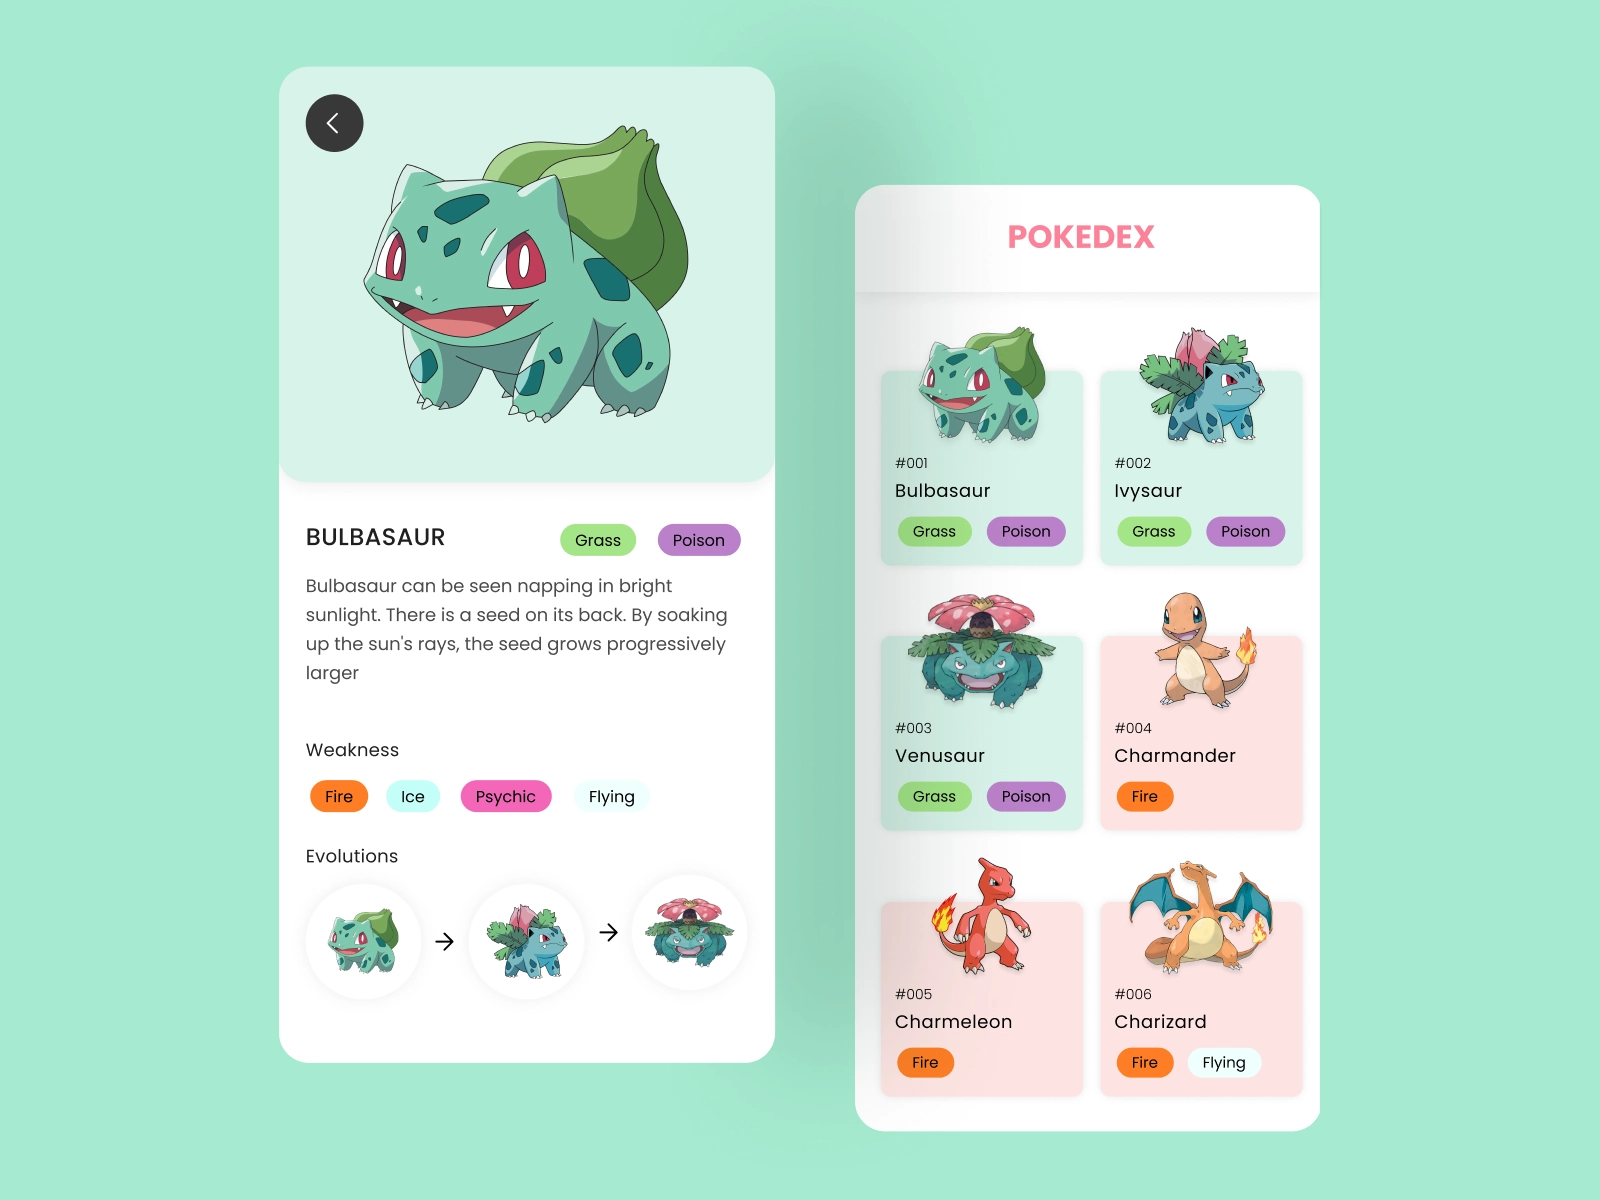 BULBASAUR
Grass Poison
Bulbasaur can be seen napping in bright
sunlight. There is a seed on its back. By soaking
up the sun's rays, the seed grows progressively
larger
Weakness
Fire Ice Psychic Flying
Evolutions
POKEDEX
#001
Bulbasaur
Grass Poison
#002
Ivysaur
Grass Poison
#003
Venusaur
Grass Poison
#004
Charmander
Fire
#005
Charmeleon
Fire
#006
Charizard
Fire Flying